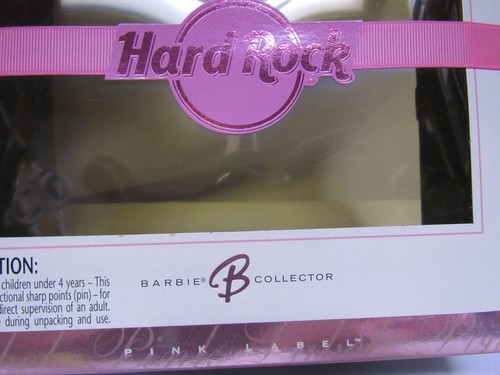 Hard Rock
TION:
children under 4 years - This
ctional sharp points (pin) - for
direct supervision of an adult.
during unpacking and use.
BARBIE® B COLLECTOR
PINK LABEL™